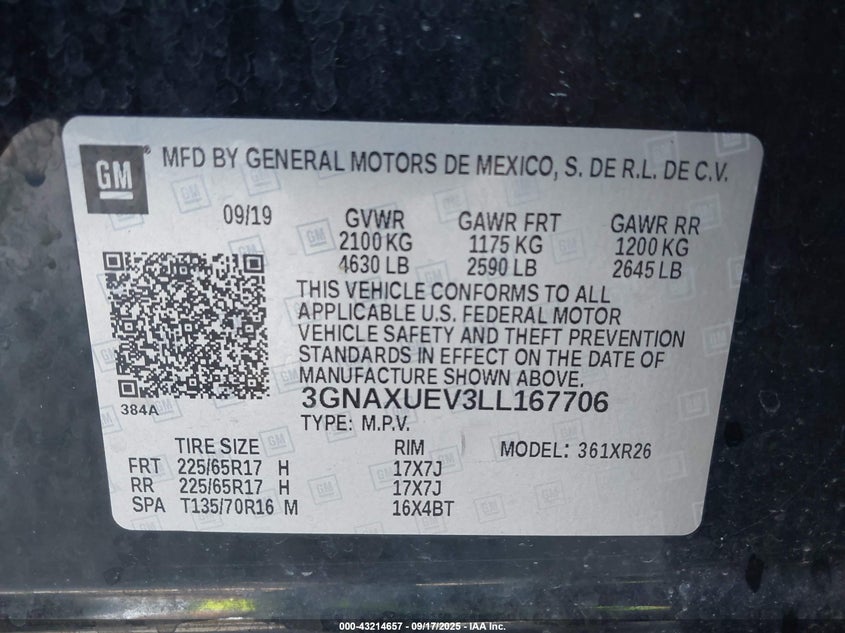 GM
MFD BY GENERAL MOTORS DE MEXICO, S. DE R.L. DE C.V.
09/19 GVWR GAWR FRT GAWR RR
2100 KG 1175 KG 1200 KG
4630 LB 2590 LB 2645 LB
THIS VEHICLE CONFORMS TO ALL
APPLICABLE U.S. FEDERAL MOTOR
VEHICLE SAFETY AND THEFT PREVENTION
STANDARDS IN EFFECT ON THE DATE OF
MANUFACTURE SHOWN ABOVE.
384A
3GNAXUEV3LL167706
TYPE: M.P.V.
TIRE SIZE RIM MODEL: 361XR26
FRT 225/65R17 H 17X7J
RR 225/65R17 H 17X7J
SPA T135/70R16 M 16X4BT
000-43214657 - 09/17/2025 - IAA Inc.